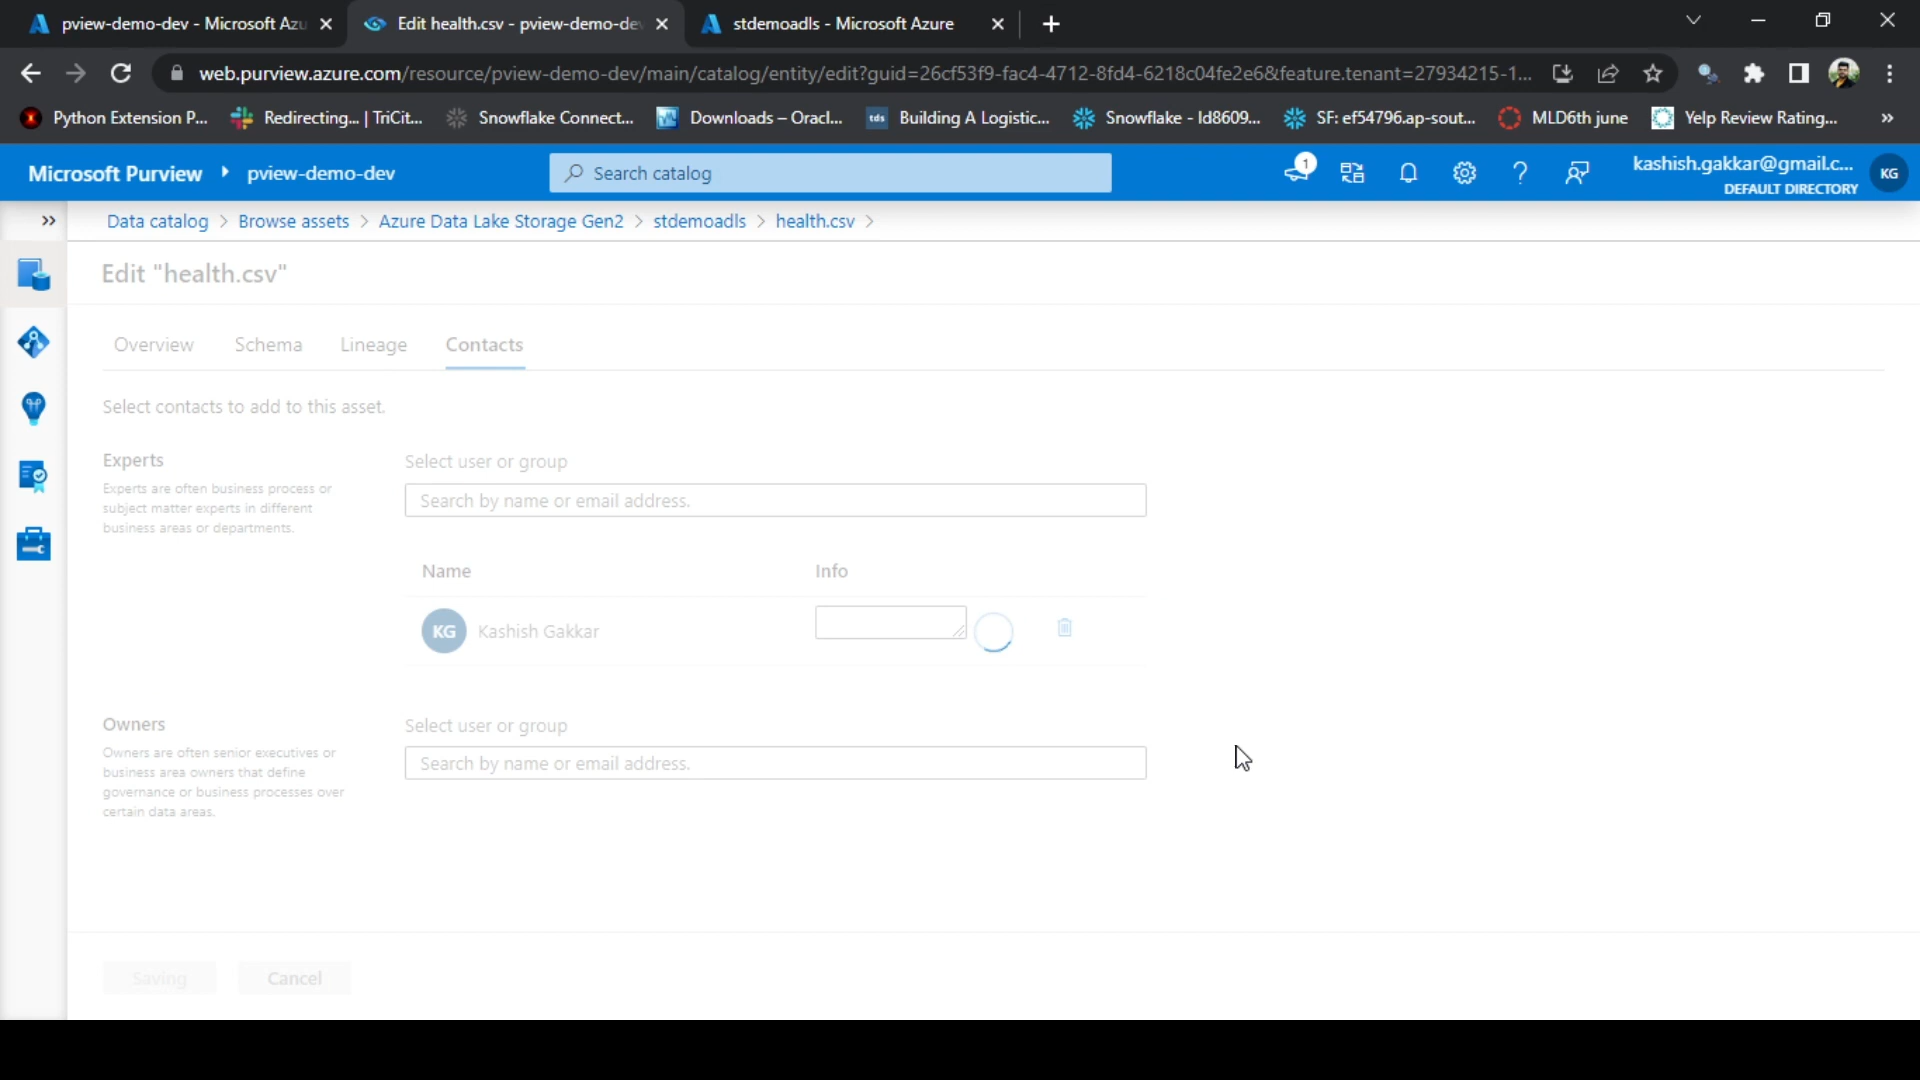 pview-demo-dev - Microsoft Azu
Edit health.csv - pview-demo-de
stdemoadls - Microsoft Azure
web.purview.azure.com/resource/pview-demo-dev/main/catalog/entity/edit?guid=26cf53f9-fac4-4712-8fd4-6218c04fe2e6&feature.tenant=27934215-1...
Python Extension P...
Redirecting... | TriCit...
Snowflake Connect...
Downloads – Oracl...
tds
Building A Logistic...
Snowflake - Id8609...
SF: ef54796.ap-sout...
MLD6th june
Yelp Review Rating...
»
Microsoft Purview
pview-demo-dev
Search catalog
1
?
kashish.gakkar@gmail.c...
DEFAULT DIRECTORY
KG
Data catalog > Browse assets > Azure Data Lake Storage Gen2 > stdemoadls > health.csv >
Edit "health.csv"
Overview
Schema
Lineage
Contacts
Select contacts to add to this asset.
Experts
Experts are often business process or
subject matter experts in different
business areas or departments.
Select user or group
Search by name or email address.
Name
Info
KG
Kashish Gakkar
Owners
Owners are often senior executives or
business area owners that define
governance or business processes over
certain data areas.
Select user or group
Search by name or email address.
Saving
Cancel